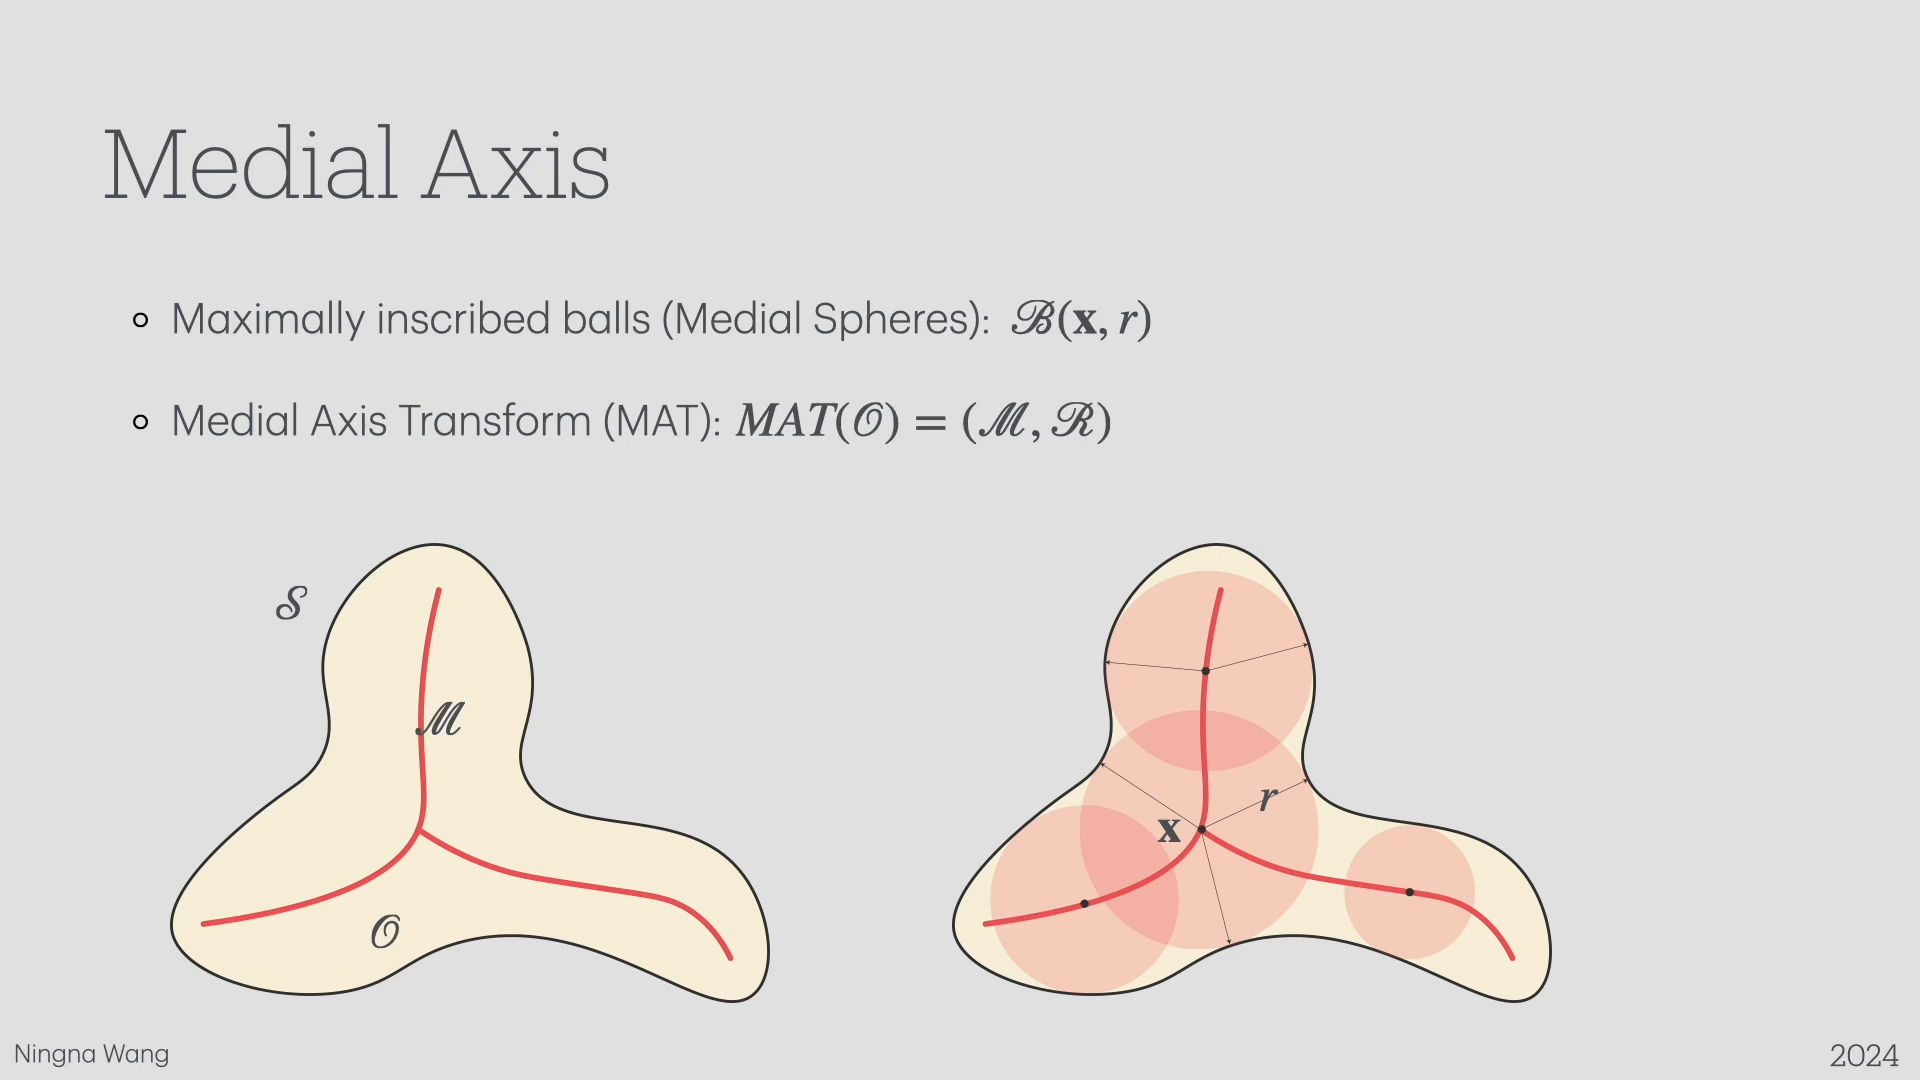 Medial Axis
Maximally inscribed balls (Medial Spheres): ℬ(𝐱, r)
Medial Axis Transform (MAT): MAT(𝒪) = (ℳ, ℛ)
𝒮
ℳ
𝒪
r
𝐱
Ningna Wang
2024